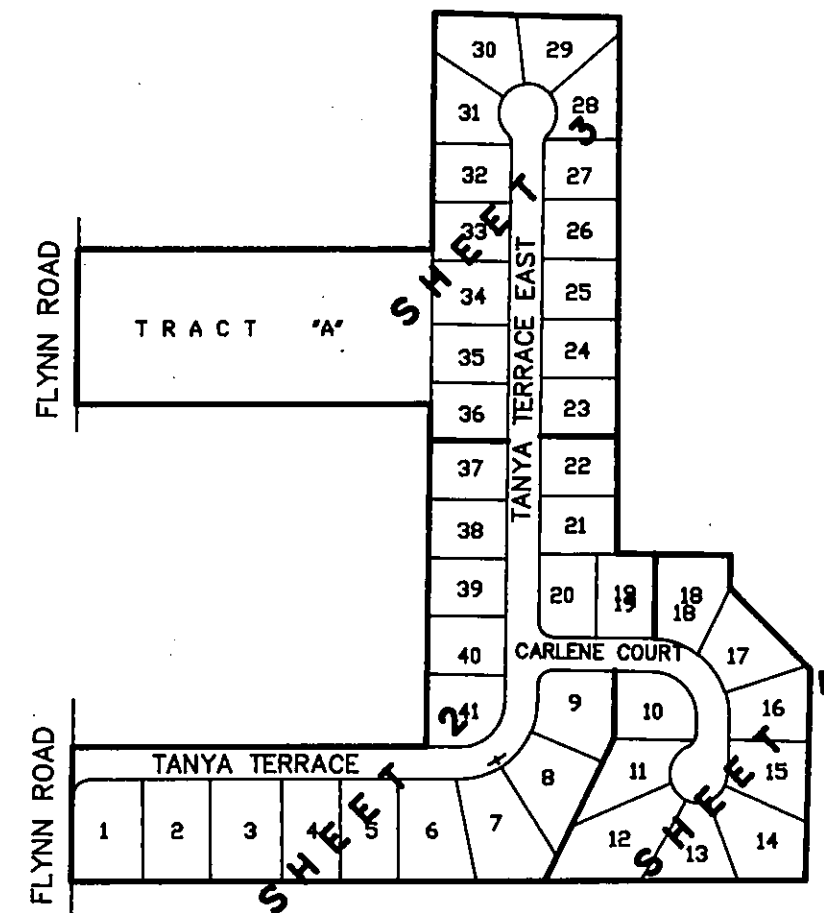 30 29
31 28
32 27
33 26
34 25
35 24
36 23
37 22
38 21
39 20 19 19 18 18
40 17
41 9 10 16
11 15
8
1 2 3 4 5 6 7
12 13 14
FLYNN ROAD
TRACT "A"
TANYA TERRACE EAST
CARLENE COURT
TANYA TERRACE
FLYNN ROAD
SHEET 3
SHEET 2
SHEET